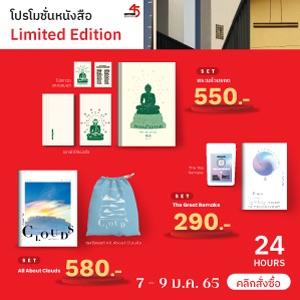 โปรโมชั่นหนังสือ
45
Limited Edition
SET
550.-
SET
The Great Remake
290.-
CLOUDS
SET
All About Clouds
580.-
24
HOURS
7 - 9 ม.ค. 65
คลิกสั่งซื้อ